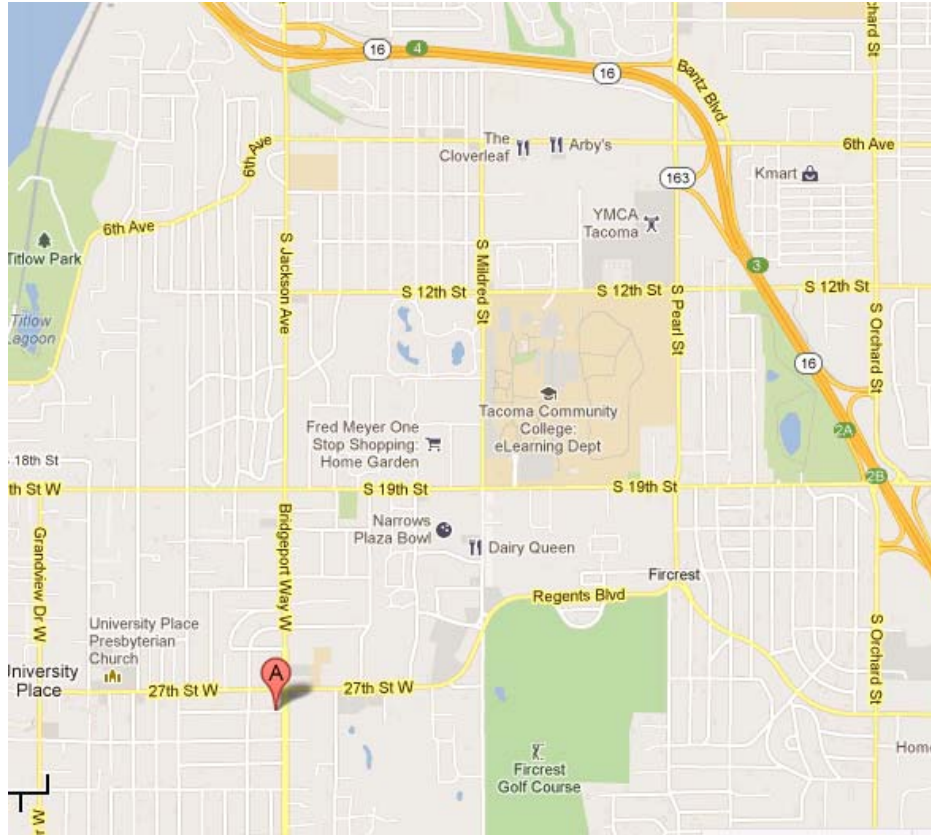 chard St
16
4
16
Bantz Blvd.
6th Ave
The
Cloverleaf
Arby's
6th Ave
163
Kmart
6th Ave
YMCA
Tacoma
Titlow Park
S Jackson Ave
S Mildred St
3
S 12th St
S 12th St
S 12th St
Titlow
Lagoon
S Pearl St
S Orchard St
16
Tacoma Community
College:
eLearning Dept
Fred Meyer One
Stop Shopping:
Home Garden
2A
18th St
2B
th St W
S 19th St
S 19th St
Bridgeport Way W
Grandview Dr W
Narrows
Plaza Bowl
Dairy Queen
Fircrest
Regents Blvd
S Orchard St
University Place
Presbyterian
Church
University
Place
A
27th St W
27th St W
Fircrest
Golf Course
Home
r W